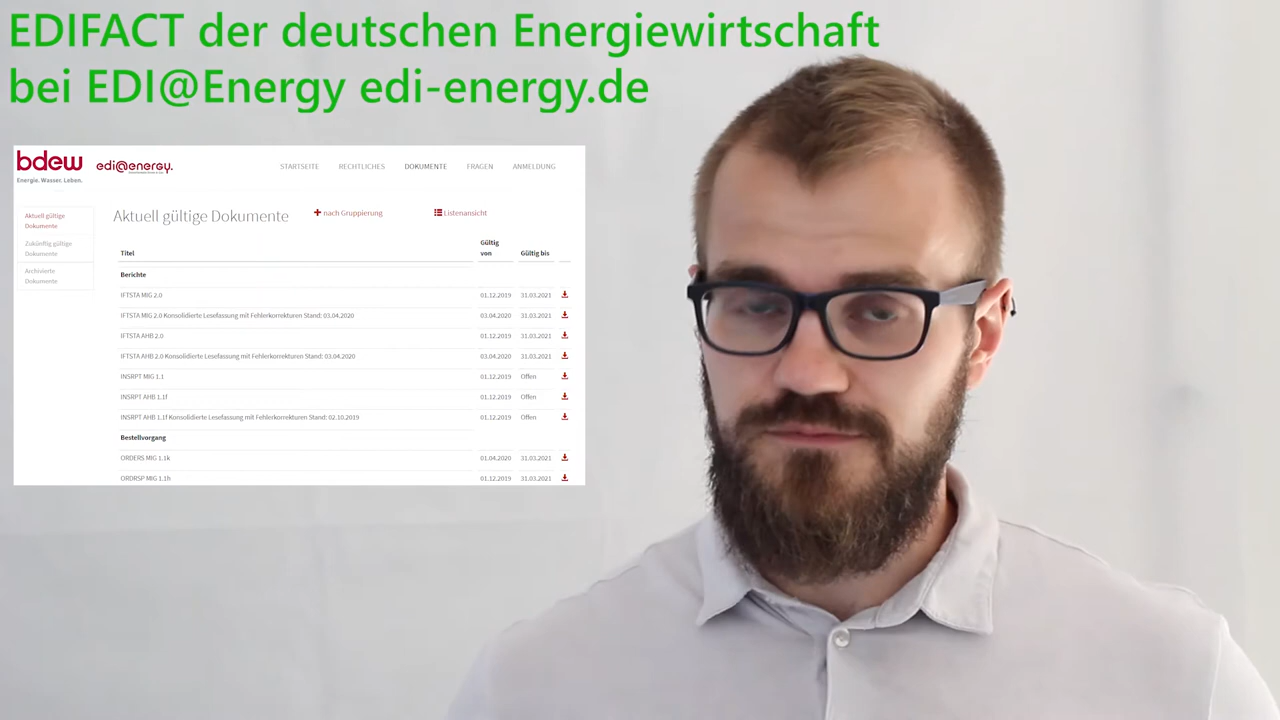 EDIFACT der deutschen Energiewirtschaft
bei EDI@Energy edi-energy.de
bdew
Energie. Wasser. Leben.
edi@energy.
STARTSEITE RECHTLICHES DOKUMENTE FRAGEN ANMELDUNG
Aktuell gültige
Dokumente
Zukünftig gültige
Dokumente
Archivierte
Dokumente
Aktuell gültige Dokumente
nach Gruppierung
Listenansicht
Titel Gültig von Gültig bis
Berichte
IFTSTA MIG 2.0 01.12.2019 31.03.2021
IFTSTA MIG 2.0 Konsolidierte Lesefassung mit Fehlerkorrekturen Stand: 03.04.2020 03.04.2020 31.03.2021
IFTSTA AHB 2.0 01.12.2019 31.03.2021
IFTSTA AHB 2.0 Konsolidierte Lesefassung mit Fehlerkorrekturen Stand: 03.04.2020 03.04.2020 31.03.2021
INSRPT MIG 1.1 01.12.2019 Offen
INSRPT AHB 1.1f 01.12.2019 Offen
INSRPT AHB 1.1f Konsolidierte Lesefassung mit Fehlerkorrekturen Stand: 02.10.2019 01.12.2019 Offen
Bestellvorgang
ORDERS MIG 1.1k 01.04.2020 31.03.2021
ORDRSP MIG 1.1h 01.12.2019 31.03.2021